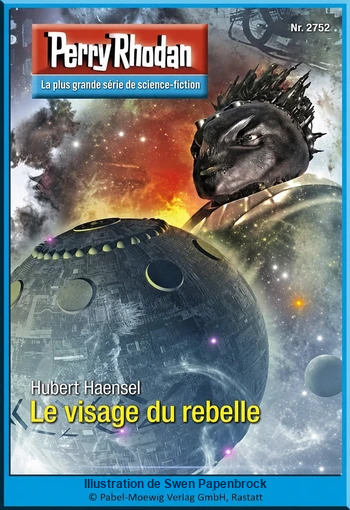 Perry Rhodan
Nr. 2752
La plus grande série de science-fiction
Hubert Haensel
Le visage du rebelle
Illustration de Swen Papenbrock
© Pabel-Moewig Verlag GmbH, Rastatt